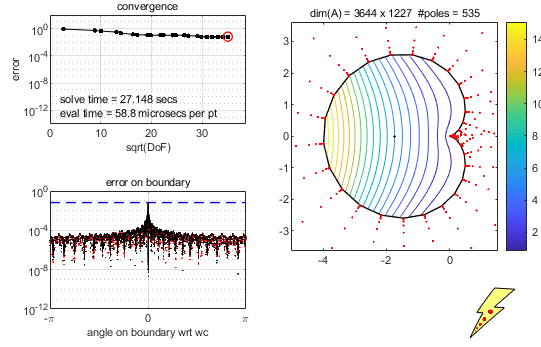 convergence
10^0
10^-4
10^-8
10^-12
error
solve time = 27.148 secs
eval time = 58.8 microsecs per pt
0 10 20 30
sqrt(DoF)
error on boundary
10^0
10^-4
10^-8
10^-12
-π 0 π
angle on boundary wrt wc
dim(A) = 3644 x 1227 #poles = 535
3
2
1
0
-1
-2
-3
-4 -2 0
14
12
10
8
6
4
2